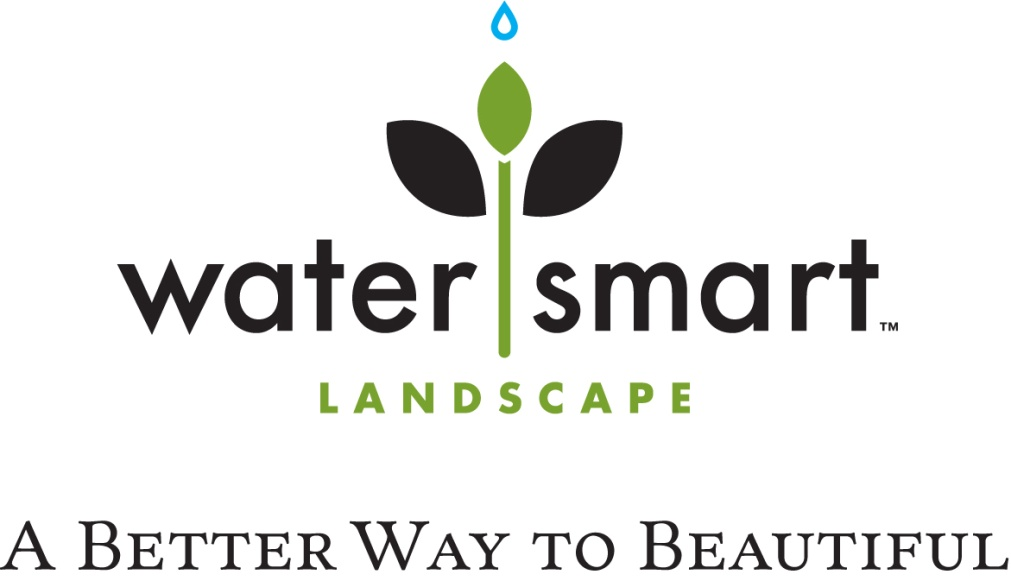 water smart™
LANDSCAPE
A BETTER WAY TO BEAUTIFUL